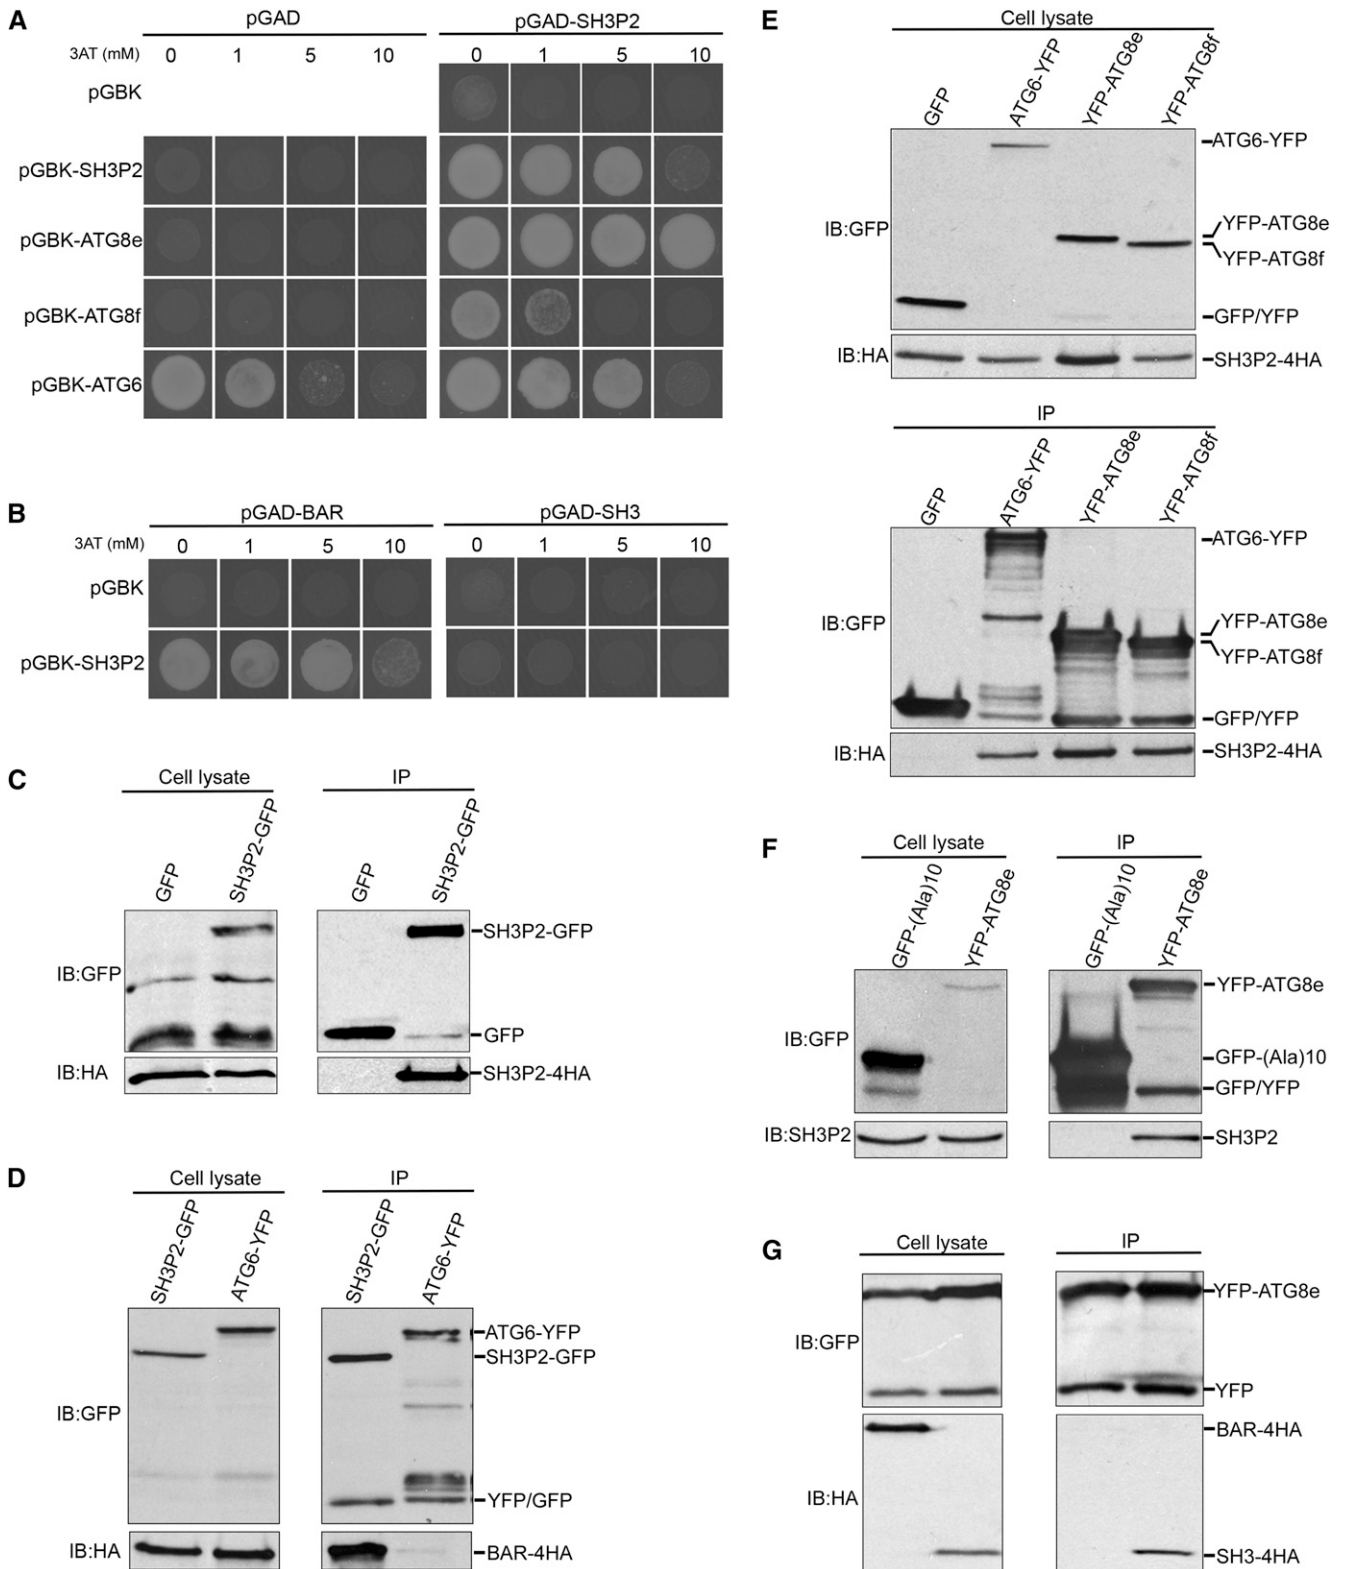 A
pGAD
pGAD-SH3P2
3AT (mM) 0 1 5 10 0 1 5 10
pGBK
pGBK-SH3P2
pGBK-ATG8e
pGBK-ATG8f
pGBK-ATG6
B
pGAD-BAR
pGAD-SH3
3AT (mM) 0 1 5 10 0 1 5 10
pGBK
pGBK-SH3P2
C
Cell lysate
IP
GFP
SH3P2-GFP
GFP
SH3P2-GFP
IB:GFP
SH3P2-GFP
GFP
IB:HA
SH3P2-4HA
D
Cell lysate
IP
SH3P2-GFP
ATG6-YFP
SH3P2-GFP
ATG6-YFP
IB:GFP
ATG6-YFP
SH3P2-GFP
YFP/GFP
IB:HA
BAR-4HA
E
Cell lysate
GFP
ATG6-YFP
YFP-ATG8e
YFP-ATG8f
IB:GFP
ATG6-YFP
YFP-ATG8e
YFP-ATG8f
GFP/YFP
IB:HA
SH3P2-4HA
IP
GFP
ATG6-YFP
YFP-ATG8e
YFP-ATG8f
IB:GFP
ATG6-YFP
YFP-ATG8e
YFP-ATG8f
GFP/YFP
IB:HA
SH3P2-4HA
F
Cell lysate
IP
GFP-(Ala)10
YFP-ATG8e
GFP-(Ala)10
YFP-ATG8e
IB:GFP
YFP-ATG8e
GFP-(Ala)10
GFP/YFP
IB:SH3P2
SH3P2
G
Cell lysate
IP
IB:GFP
YFP-ATG8e
YFP
IB:HA
BAR-4HA
SH3-4HA